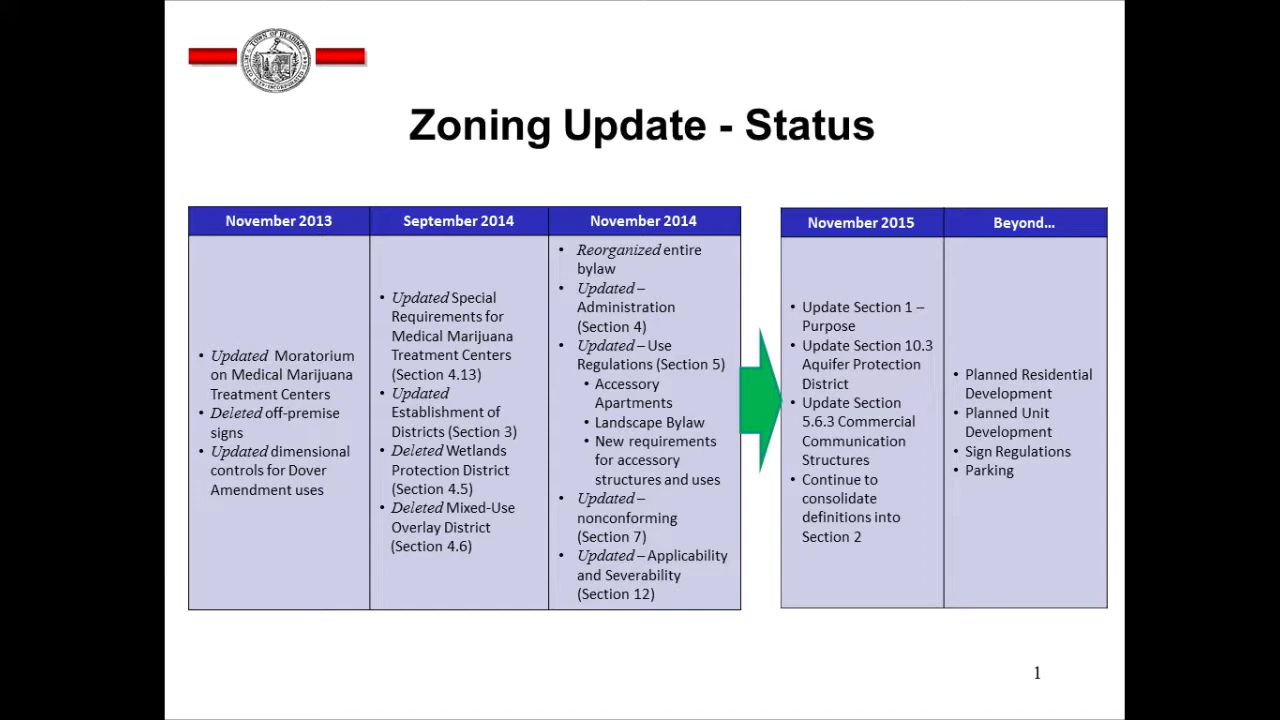 TOWN OF READING
Zoning Update - Status
November 2013
Updated Moratorium
on Medical Marijuana
Treatment Centers
Deleted off-premise
signs
Updated dimensional
controls for Dover
Amendment uses
September 2014
Updated Special
Requirements for
Medical Marijuana
Treatment Centers
(Section 4.13)
Updated
Establishment of
Districts (Section 3)
Deleted Wetlands
Protection District
(Section 4.5)
Deleted Mixed-Use
Overlay District
(Section 4.6)
November 2014
Reorganized entire
bylaw
Updated –
Administration
(Section 4)
Updated – Use
Regulations (Section 5)
Accessory
Apartments
Landscape Bylaw
New requirements
for accessory
structures and uses
Updated –
nonconforming
(Section 7)
Updated – Applicability
and Severability
(Section 12)
November 2015
Update Section 1 –
Purpose
Update Section 10.3
Aquifer Protection
District
Update Section
5.6.3 Commercial
Communication
Structures
Continue to
consolidate
definitions into
Section 2
Beyond...
Planned Residential
Development
Planned Unit
Development
Sign Regulations
Parking
1